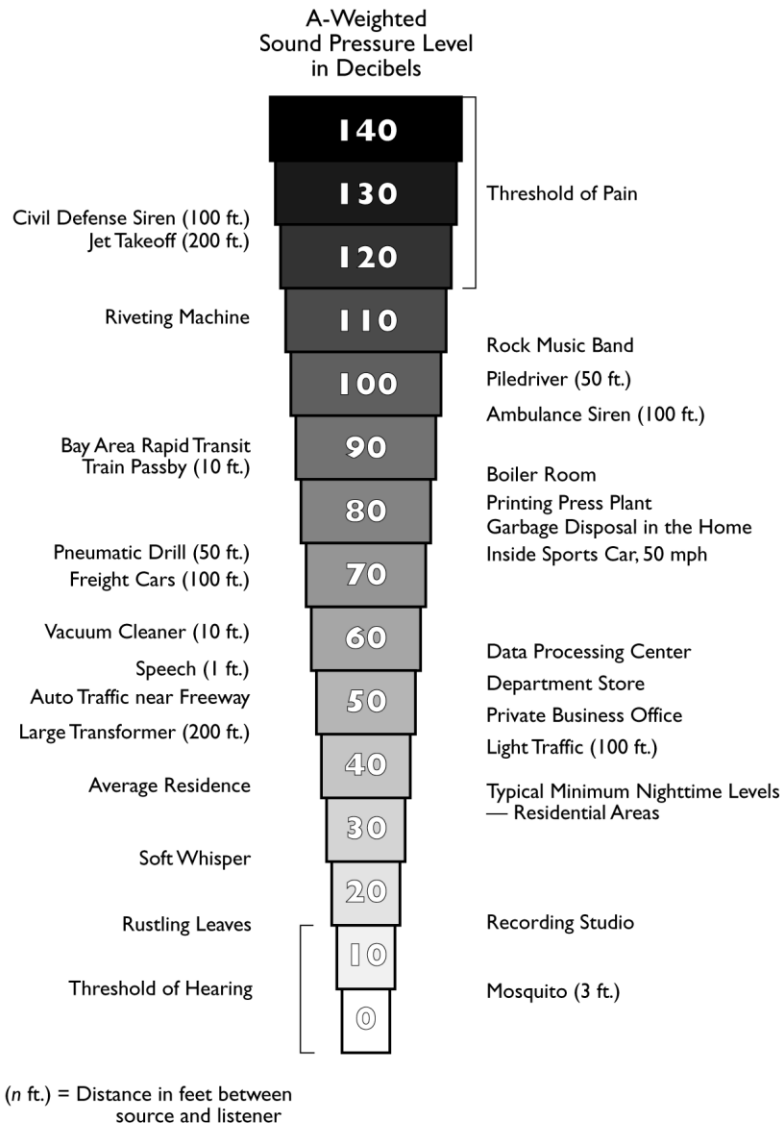 A-Weighted
Sound Pressure Level
in Decibels
140
130
Threshold of Pain
Civil Defense Siren (100 ft.)
Jet Takeoff (200 ft.)
120
Riveting Machine
110
Rock Music Band
100
Piledriver (50 ft.)
Ambulance Siren (100 ft.)
Bay Area Rapid Transit
Train Passby (10 ft.)
90
Boiler Room
80
Printing Press Plant
Garbage Disposal in the Home
Pneumatic Drill (50 ft.)
Inside Sports Car, 50 mph
Freight Cars (100 ft.)
70
Vacuum Cleaner (10 ft.)
60
Data Processing Center
Speech (1 ft.)
Department Store
Auto Traffic near Freeway
50
Private Business Office
Large Transformer (200 ft.)
Light Traffic (100 ft.)
40
Average Residence
Typical Minimum Nighttime Levels
— Residential Areas
30
Soft Whisper
20
Rustling Leaves
Recording Studio
10
Threshold of Hearing
Mosquito (3 ft.)
0
(n ft.) = Distance in feet between
source and listener